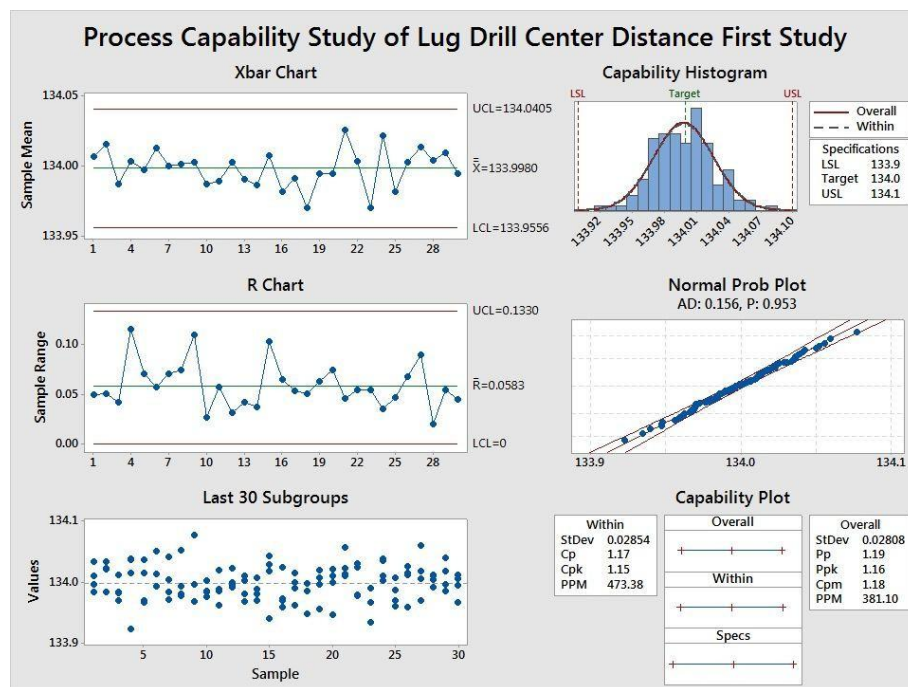 Process Capability Study of Lug Drill Center Distance First Study
Xbar Chart
Sample Mean
134.05
134.00
133.95
UCL=134.0405
X̿=133.9980
LCL=133.9556
1 4 7 10 13 16 19 22 25 28
Capability Histogram
LSL Target USL
133.92 133.95 133.98 134.01 134.04 134.07 134.10
Overall
Within
Specifications
LSL 133.9
Target 134.0
USL 134.1
R Chart
Sample Range
0.10
0.05
0.00
UCL=0.1330
R̄=0.0583
LCL=0
1 4 7 10 13 16 19 22 25 28
Normal Prob Plot
AD: 0.156, P: 0.953
133.9 134.0 134.1
Last 30 Subgroups
Values
134.1
134.0
133.9
5 10 15 20 25 30
Sample
Capability Plot
Within
StDev 0.02854
Cp 1.17
Cpk 1.15
PPM 473.38
Overall
Within
Specs
Overall
StDev 0.02808
Pp 1.19
Ppk 1.16
Cpm 1.18
PPM 381.10